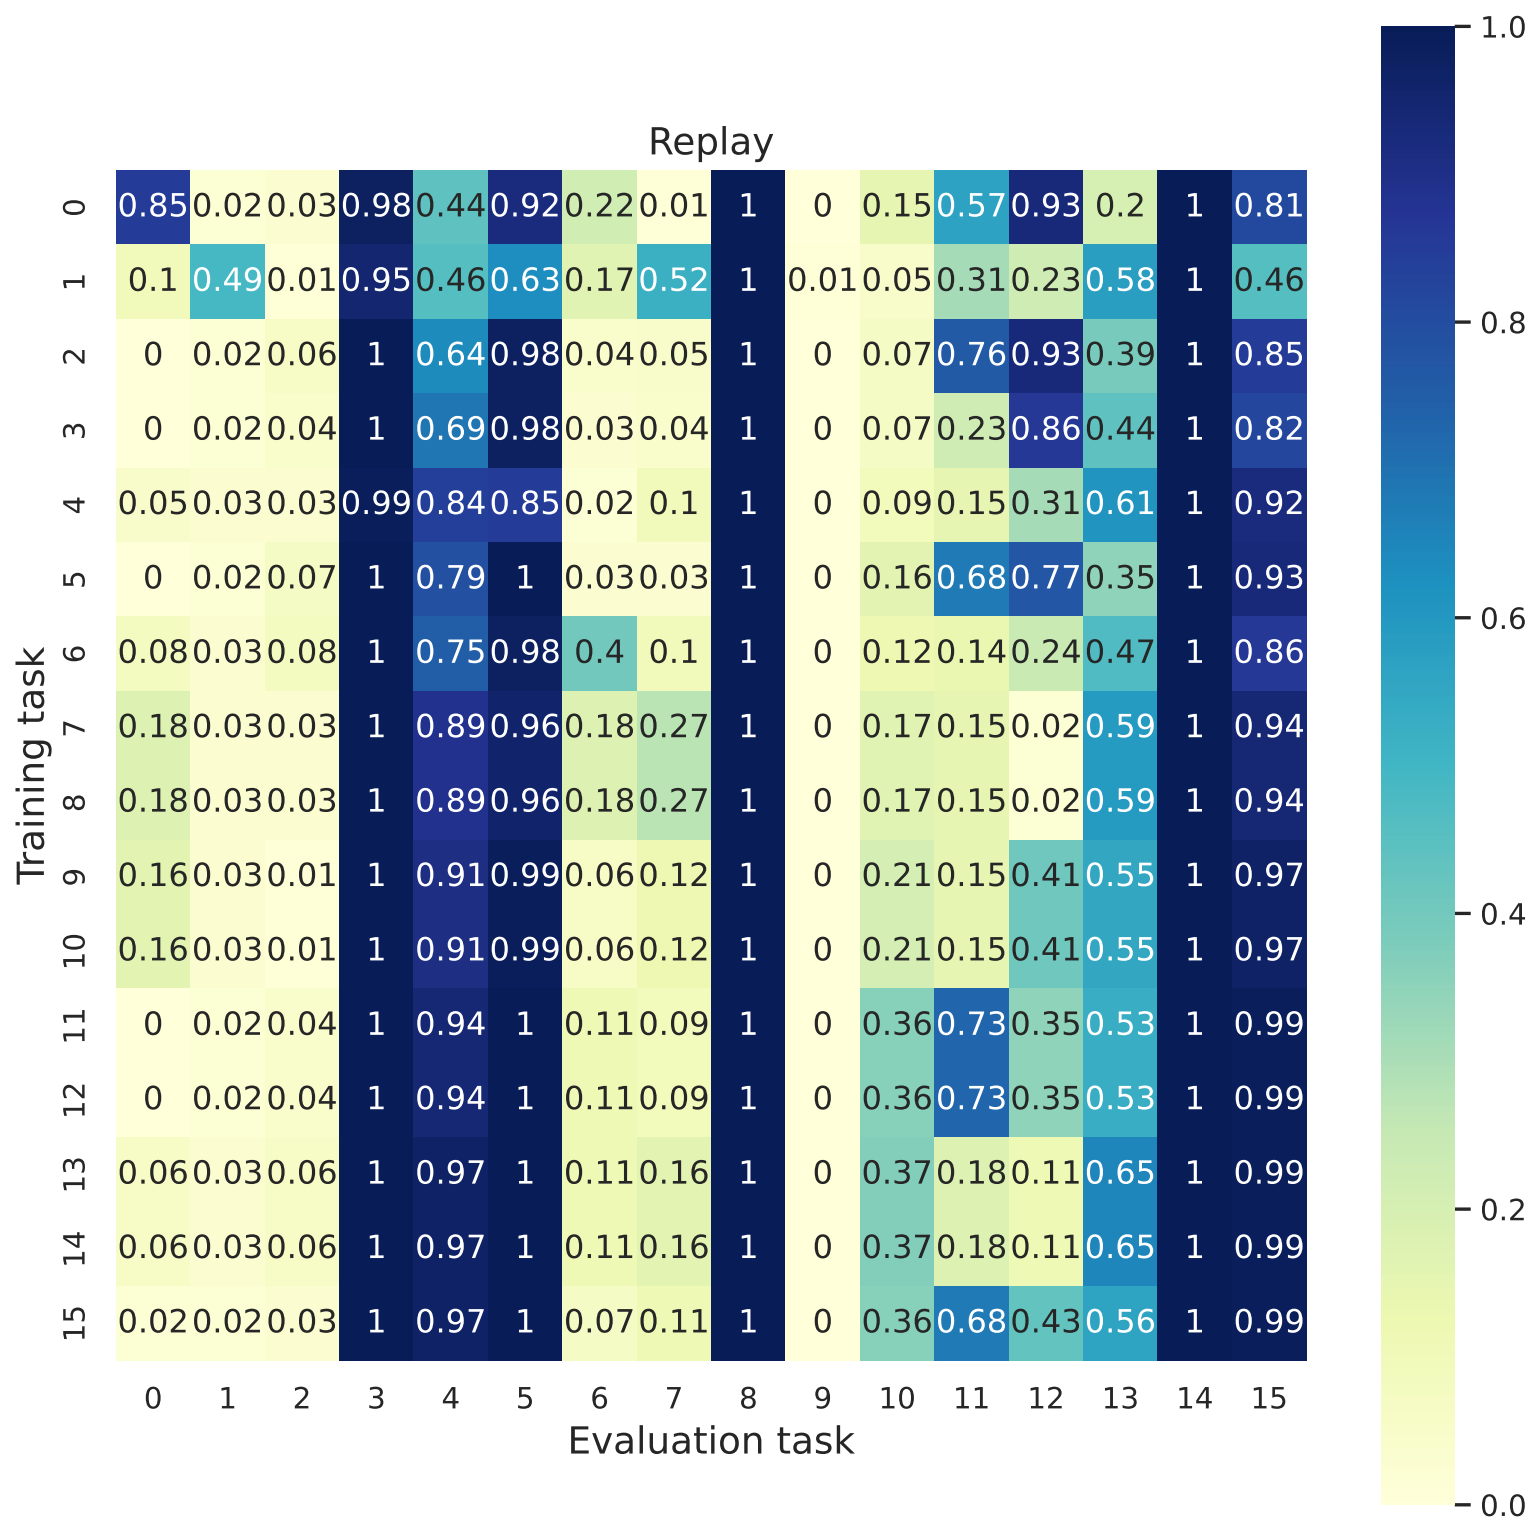 Replay
0 0.85 0.02 0.03 0.98 0.44 0.92 0.22 0.01 1 0 0.15 0.57 0.93 0.2 1 0.81
1 0.1 0.49 0.01 0.95 0.46 0.63 0.17 0.52 1 0.01 0.05 0.31 0.23 0.58 1 0.46
2 0 0.02 0.06 1 0.64 0.98 0.04 0.05 1 0 0.07 0.76 0.93 0.39 1 0.85
3 0 0.02 0.04 1 0.69 0.98 0.03 0.04 1 0 0.07 0.23 0.86 0.44 1 0.82
4 0.05 0.03 0.03 0.99 0.84 0.85 0.02 0.1 1 0 0.09 0.15 0.31 0.61 1 0.92
5 0 0.02 0.07 1 0.79 1 0.03 0.03 1 0 0.16 0.68 0.77 0.35 1 0.93
6 0.08 0.03 0.08 1 0.75 0.98 0.4 0.1 1 0 0.12 0.14 0.24 0.47 1 0.86
7 0.18 0.03 0.03 1 0.89 0.96 0.18 0.27 1 0 0.17 0.15 0.02 0.59 1 0.94
8 0.18 0.03 0.03 1 0.89 0.96 0.18 0.27 1 0 0.17 0.15 0.02 0.59 1 0.94
9 0.16 0.03 0.01 1 0.91 0.99 0.06 0.12 1 0 0.21 0.15 0.41 0.55 1 0.97
10 0.16 0.03 0.01 1 0.91 0.99 0.06 0.12 1 0 0.21 0.15 0.41 0.55 1 0.97
11 0 0.02 0.04 1 0.94 1 0.11 0.09 1 0 0.36 0.73 0.35 0.53 1 0.99
12 0 0.02 0.04 1 0.94 1 0.11 0.09 1 0 0.36 0.73 0.35 0.53 1 0.99
13 0.06 0.03 0.06 1 0.97 1 0.11 0.16 1 0 0.37 0.18 0.11 0.65 1 0.99
14 0.06 0.03 0.06 1 0.97 1 0.11 0.16 1 0 0.37 0.18 0.11 0.65 1 0.99
15 0.02 0.02 0.03 1 0.97 1 0.07 0.11 1 0 0.36 0.68 0.43 0.56 1 0.99
0 1 2 3 4 5 6 7 8 9 10 11 12 13 14 15
Evaluation task
Training task
1.0
0.8
0.6
0.4
0.2
0.0